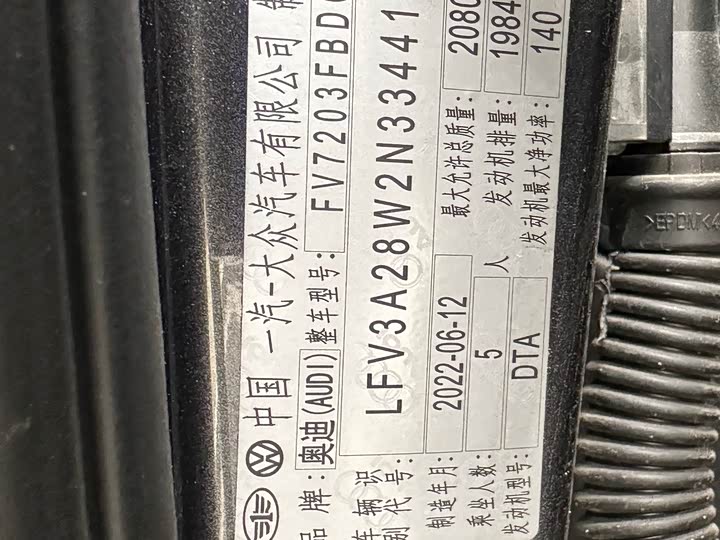 中国 一汽-大众汽车有限公司 制
品牌: 奥迪(AUDI) 整车型号: FV7203FBD
车辆识别代号: LFV3A28W2N33441
制造年月: 2022-06-12 最大允许总质量: 2080
乘坐人数: 5 人 发动机排量: 1984
发动机型号: DTA 发动机最大净功率: 140
>EPDM<